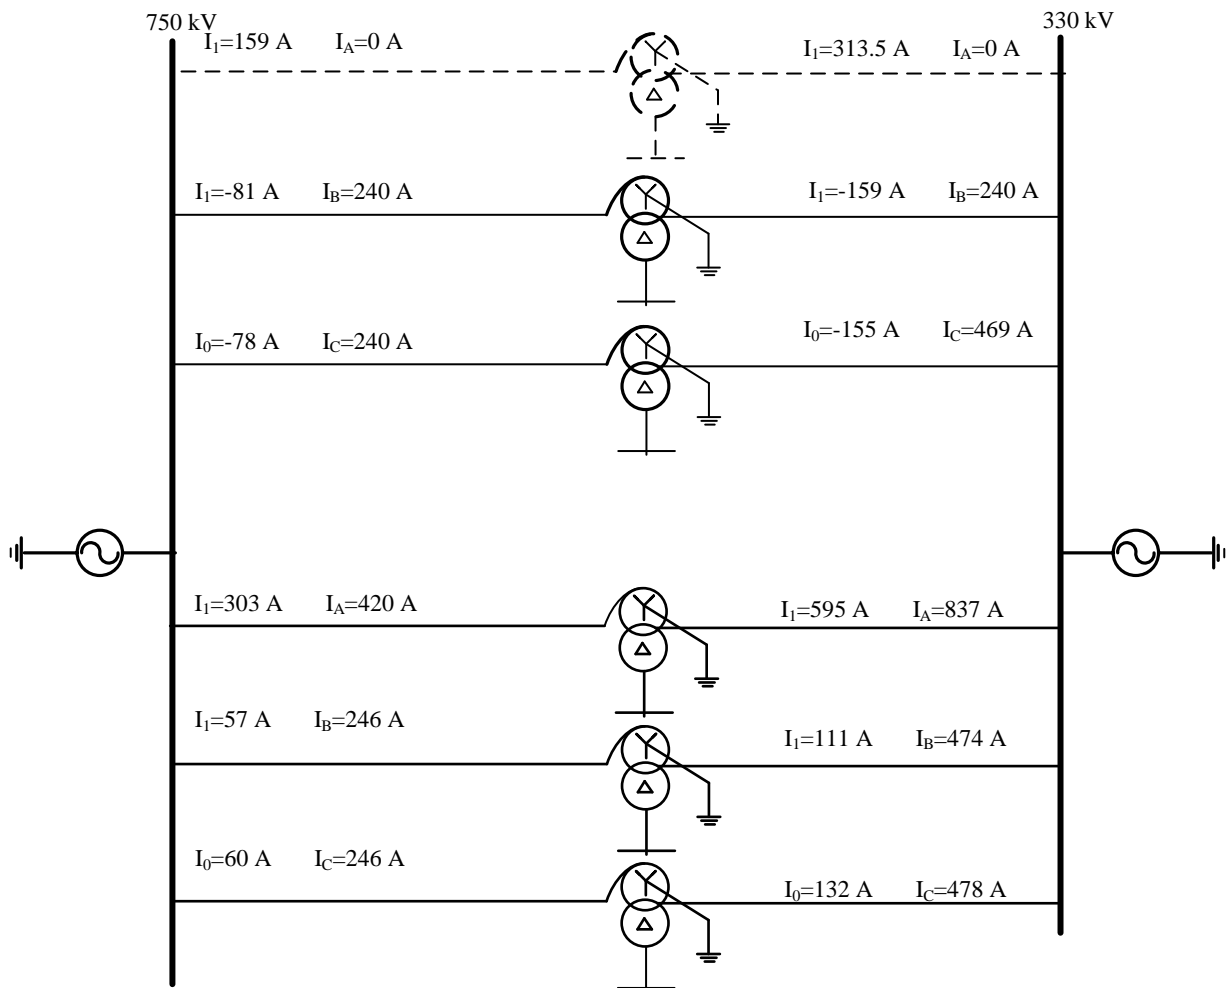 750 kV 330 kV
I₁=159 A I_A=0 A I₁=313.5 A I_A=0 A
I₁=-81 A I_B=240 A I₁=-159 A I_B=240 A
I₀=-78 A I_C=240 A I₀=-155 A I_C=469 A
I₁=303 A I_A=420 A I₁=595 A I_A=837 A
I₁=57 A I_B=246 A I₁=111 A I_B=474 A
I₀=60 A I_C=246 A I₀=132 A I_C=478 A